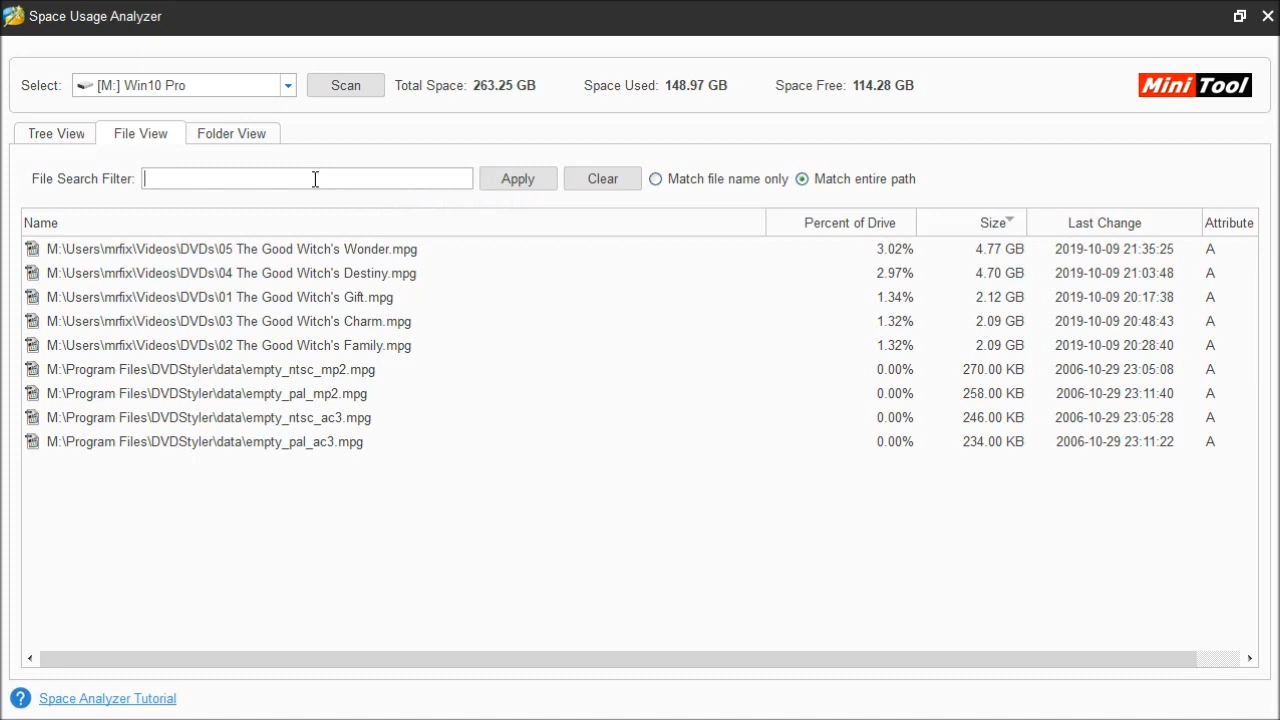 Space Usage Analyzer
Select: [M:] Win10 Pro Scan Total Space: 263.25 GB Space Used: 148.97 GB Space Free: 114.28 GB Mini Tool
Tree View File View Folder View
File Search Filter: Apply Clear Match file name only Match entire path
Name Percent of Drive Size Last Change Attribute
M:\Users\mrfix\Videos\DVDs\05 The Good Witch's Wonder.mpg 3.02% 4.77 GB 2019-10-09 21:35:25 A
M:\Users\mrfix\Videos\DVDs\04 The Good Witch's Destiny.mpg 2.97% 4.70 GB 2019-10-09 21:03:48 A
M:\Users\mrfix\Videos\DVDs\01 The Good Witch's Gift.mpg 1.34% 2.12 GB 2019-10-09 20:17:38 A
M:\Users\mrfix\Videos\DVDs\03 The Good Witch's Charm.mpg 1.32% 2.09 GB 2019-10-09 20:48:43 A
M:\Users\mrfix\Videos\DVDs\02 The Good Witch's Family.mpg 1.32% 2.09 GB 2019-10-09 20:28:40 A
M:\Program Files\DVDStyler\data\empty_ntsc_mp2.mpg 0.00% 270.00 KB 2006-10-29 23:05:08 A
M:\Program Files\DVDStyler\data\empty_pal_mp2.mpg 0.00% 258.00 KB 2006-10-29 23:11:40 A
M:\Program Files\DVDStyler\data\empty_ntsc_ac3.mpg 0.00% 246.00 KB 2006-10-29 23:05:28 A
M:\Program Files\DVDStyler\data\empty_pal_ac3.mpg 0.00% 234.00 KB 2006-10-29 23:11:22 A
? Space Analyzer Tutorial